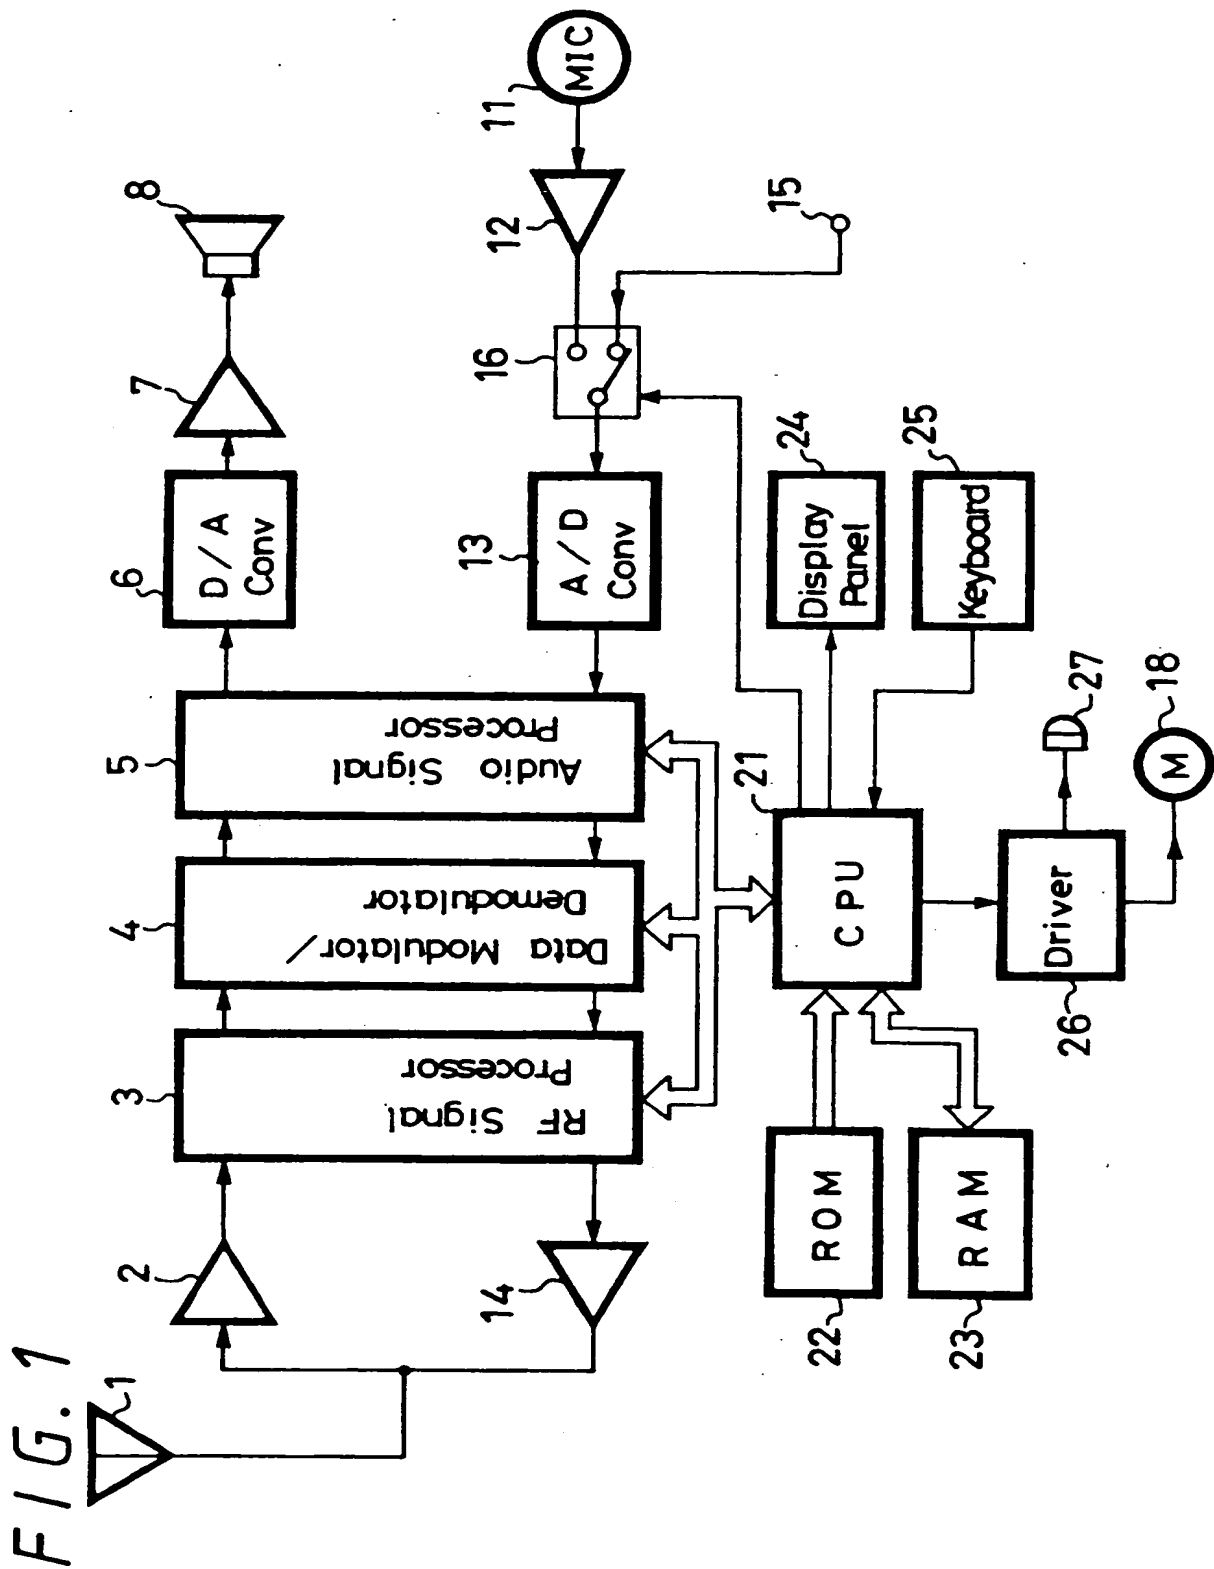 FIG. 1
1
2
3
RF Signal
Processor
4
Data Modulator/
Demodulator
5
Audio Signal
Processor
6
D/A
Conv
7
8
14
13
A/D
Conv
16
12
11
MIC
15
22
ROM
21
CPU
24
Display
Panel
23
RAM
25
Keyboard
26
Driver
27
18
M